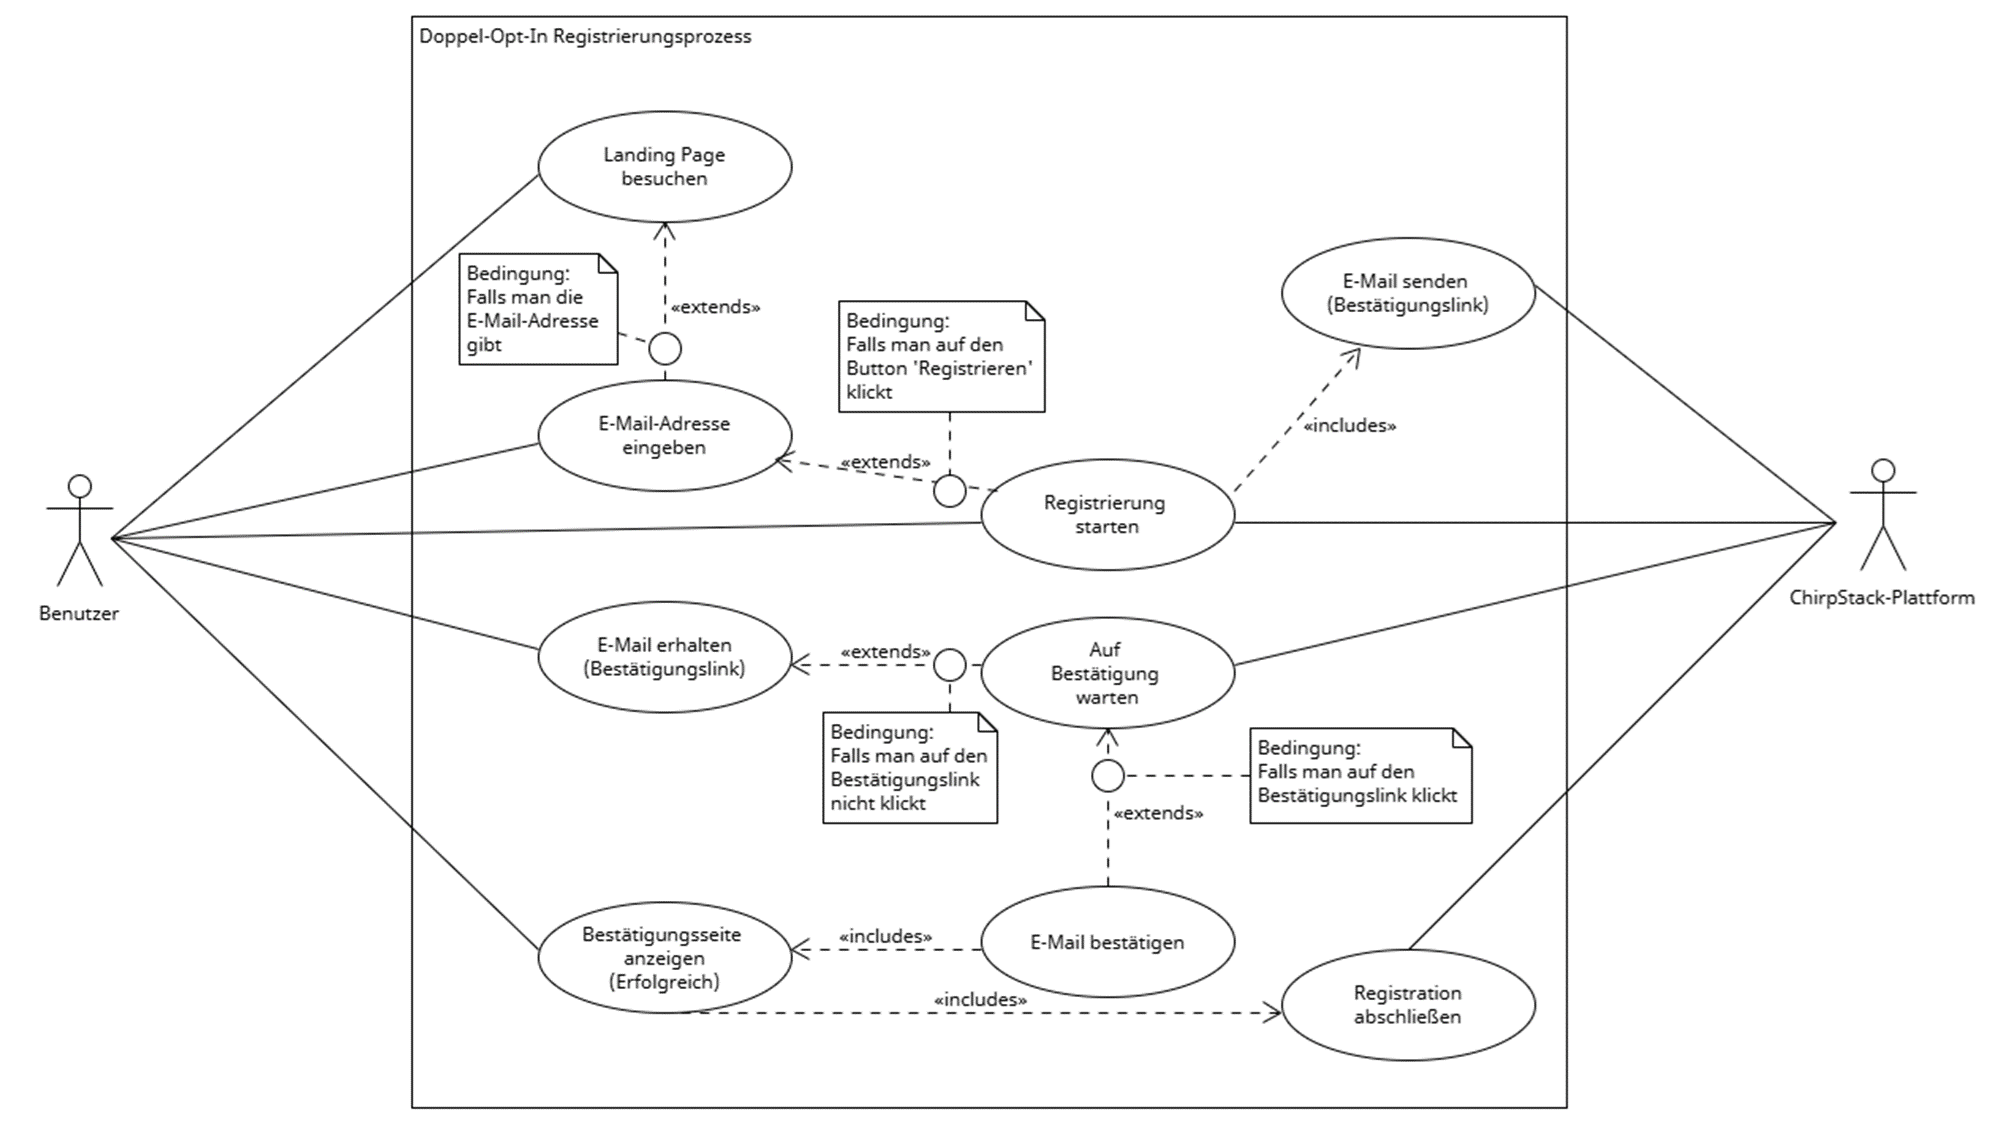 Doppel-Opt-In Registrierungsprozess
Landing Page
besuchen
Bedingung:
Falls man die
E-Mail-Adresse
gibt
«extends»
Bedingung:
Falls man auf den
Button 'Registrieren'
klickt
E-Mail senden
(Bestätigungslink)
«includes»
E-Mail-Adresse
eingeben
«extends»
Registrierung
starten
Benutzer
ChirpStack-Plattform
E-Mail erhalten
(Bestätigungslink)
«extends»
Auf
Bestätigung
warten
Bedingung:
Falls man auf den
Bestätigungslink
nicht klickt
Bedingung:
Falls man auf den
Bestätigungslink klickt
«extends»
Bestätigungsseite
anzeigen
(Erfolgreich)
«includes»
E-Mail bestätigen
«includes»
Registration
abschließen